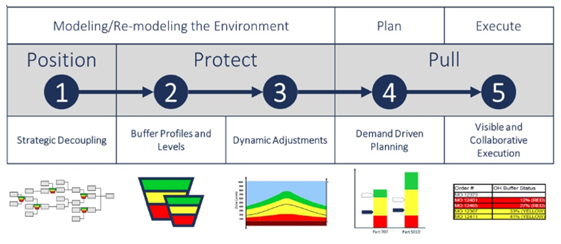 Modeling/Re-modeling the Environment
Plan
Execute
Position
Protect
Pull
1
2
3
4
5
Strategic Decoupling
Buffer Profiles and
Levels
Dynamic Adjustments
Demand Driven
Planning
Visible and
Collaborative
Execution
Order #
OH Buffer Status